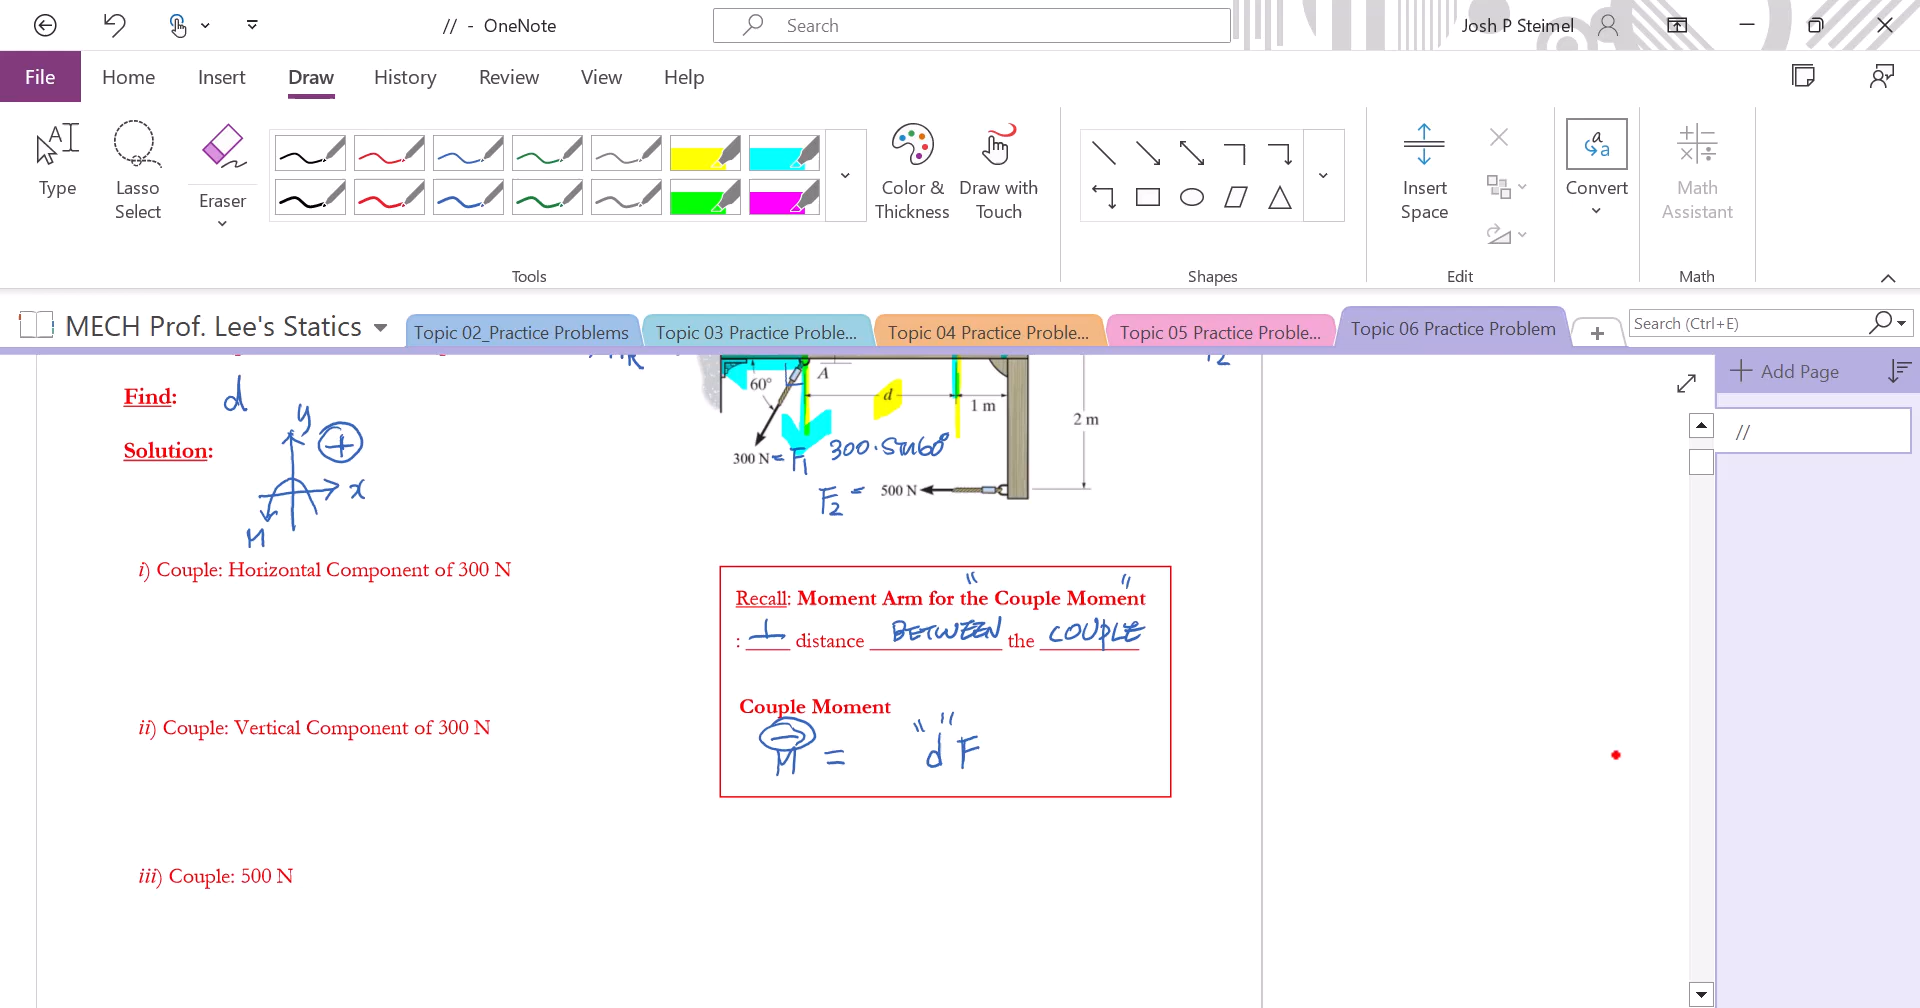 // - OneNote
Search
Josh P Steimel
File
Home
Insert
Draw
History
Review
View
Help
Type
Lasso
Select
Eraser
Color &
Thickness
Draw with
Touch
Insert
Space
Convert
Math
Assistant
Tools
Shapes
Edit
Math
MECH Prof. Lee's Statics
Topic 02_Practice Problems
Topic 03 Practice Proble...
Topic 04 Practice Proble...
Topic 05 Practice Proble...
Topic 06 Practice Problem
+
Search (Ctrl+E)
Add Page
//
Find: d
Solution:
y
+
x
M
60°
A
d
1 m
2 m
300 N = F1 300·sin60°
F2 = 500 N
i) Couple: Horizontal Component of 300 N
Recall: Moment Arm for the "Couple Moment"
: ⊥ distance BETWEEN the COUPLE
Couple Moment
M = "d" F
ii) Couple: Vertical Component of 300 N
iii) Couple: 500 N